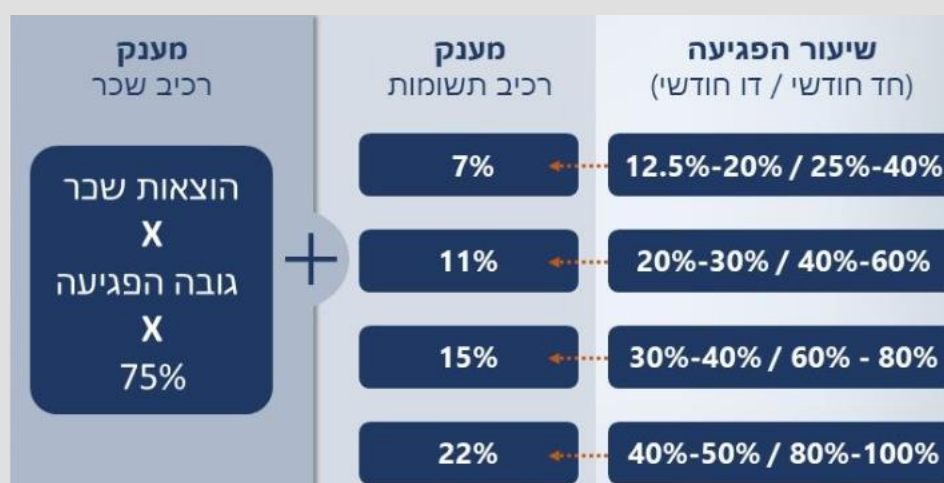 שיעור הפגיעה
(חד חודשי / דו חודשי)
מענק
רכיב תשומות
מענק
רכיב שכר
12.5%-20% / 25%-40%
7%
20%-30% / 40%-60%
11%
30%-40% / 60% - 80%
15%
40%-50% / 80%-100%
22%
+
הוצאות שכר
X
גובה הפגיעה
X
75%